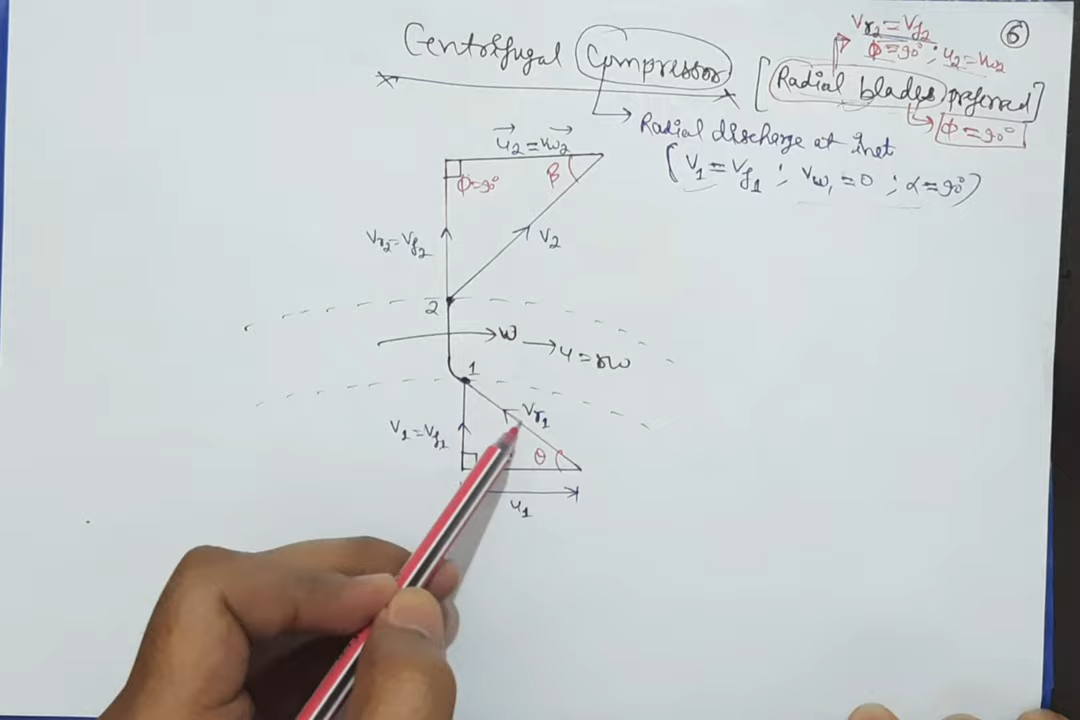 Centrifugal Compressor
Vr2 = Vf2
φ = 90° ; u2 = Vw2
6
[Radial blades preferred]
φ = 90°
Radial discharge at inet
(V1 = Vf1 ; Vw1 = 0 ; α = 90°)
u2 = Vw2
φ = 90°
β
Vr2 = Vf2
V2
2
ω → u = rω
1
V1 = Vf1
Vr1
θ
u1